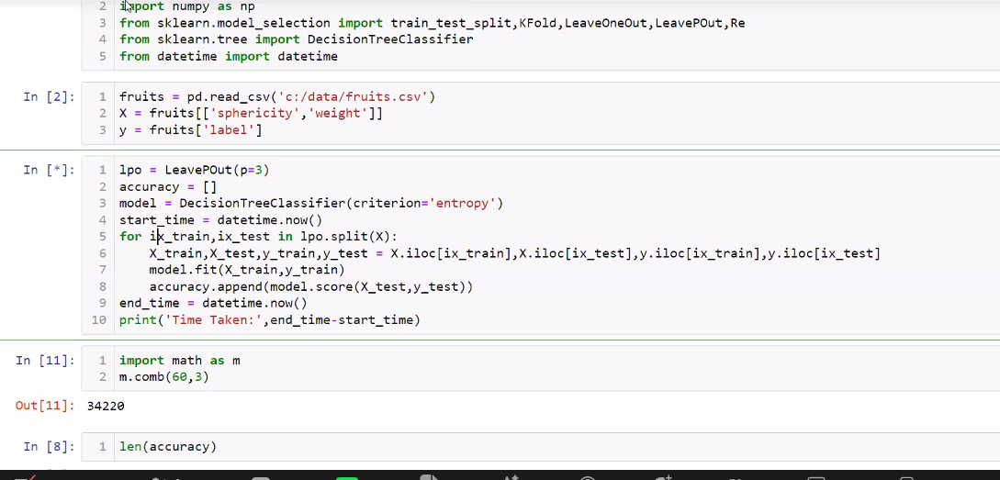 2 import numpy as np
3 from sklearn.model_selection import train_test_split,KFold,LeaveOneOut,LeavePOut,Re
4 from sklearn.tree import DecisionTreeClassifier
5 from datetime import datetime
In [2]: 1 fruits = pd.read_csv('c:/data/fruits.csv')
2 X = fruits[['sphericity','weight']]
3 y = fruits['label']
In [*]: 1 lpo = LeavePOut(p=3)
2 accuracy = []
3 model = DecisionTreeClassifier(criterion='entropy')
4 start_time = datetime.now()
5 for ix_train,ix_test in lpo.split(X):
6 X_train,X_test,y_train,y_test = X.iloc[ix_train],X.iloc[ix_test],y.iloc[ix_train],y.iloc[ix_test]
7 model.fit(X_train,y_train)
8 accuracy.append(model.score(X_test,y_test))
9 end_time = datetime.now()
10 print('Time Taken:',end_time-start_time)
In [11]: 1 import math as m
2 m.comb(60,3)
Out[11]: 34220
In [8]: 1 len(accuracy)